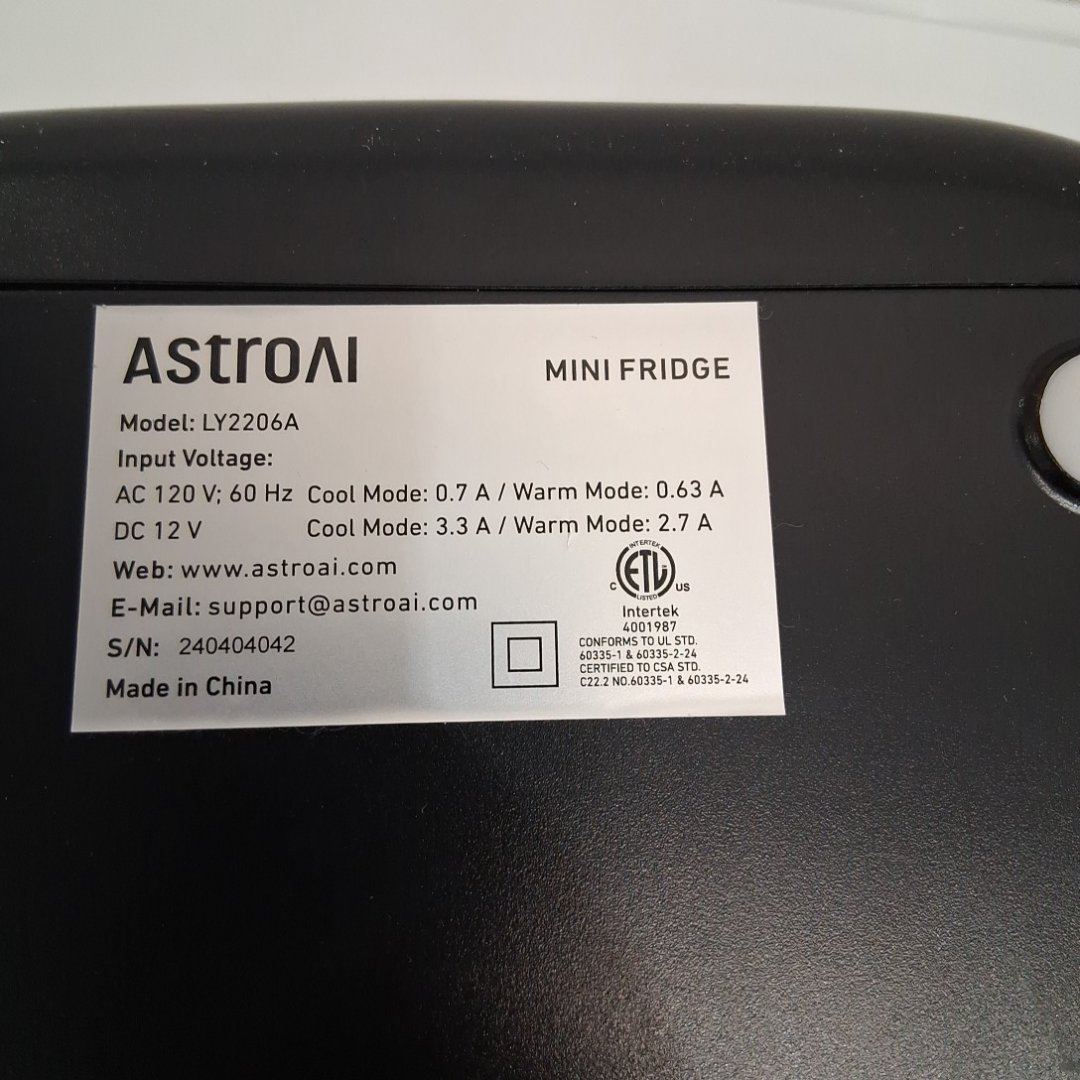 AstroAI
MINI FRIDGE
Model: LY2206A
Input Voltage:
AC 120 V; 60 Hz Cool Mode: 0.7 A / Warm Mode: 0.63 A
DC 12 V Cool Mode: 3.3 A / Warm Mode: 2.7 A
Web: www.astroai.com
E-Mail: support@astroai.com
S/N: 240404042
Made in China
INTERTEK
C ETL US
LISTED
Intertek
4001987
CONFORMS TO UL STD.
60335-1 & 60335-2-24
CERTIFIED TO CSA STD.
C22.2 NO.60335-1 & 60335-2-24